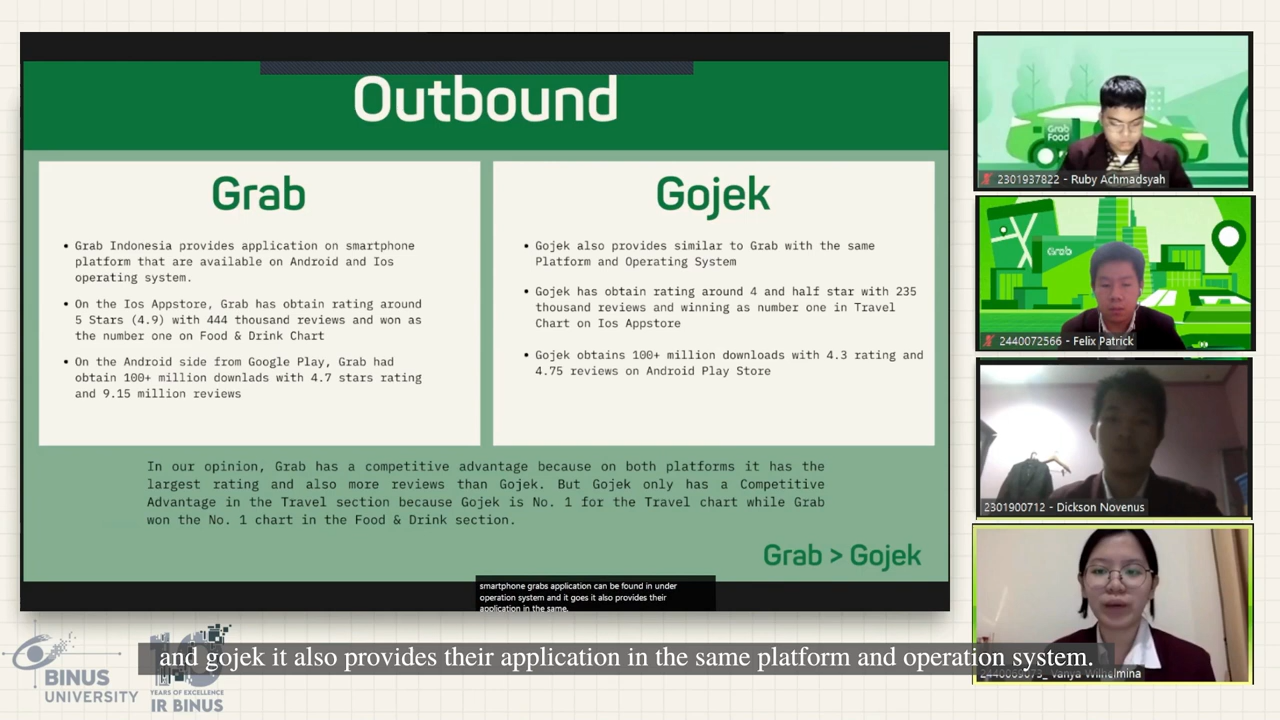 Outbound
Grab
• Grab Indonesia provides application on smartphone
platform that are available on Android and Ios
operating system.
• On the Ios Appstore, Grab has obtain rating around
5 Stars (4.9) with 444 thousand reviews and won as
the number one on Food & Drink Chart
• On the Android side from Google Play, Grab had
obtain 100+ million downlads with 4.7 stars rating
and 9.15 million reviews
Gojek
• Gojek also provides similar to Grab with the same
Platform and Operating System
• Gojek has obtain rating around 4 and half star with 235
thousand reviews and winning as number one in Travel
Chart on Ios Appstore
• Gojek obtains 100+ million downloads with 4.3 rating and
4.75 reviews on Android Play Store
In our opinion, Grab has a competitive advantage because on both platforms it has the
largest rating and also more reviews than Gojek. But Gojek only has a Competitive
Advantage in the Travel section because Gojek is No. 1 for the Travel chart while Grab
won the No. 1 chart in the Food & Drink section.
Grab > Gojek
smartphone grabs application can be found in under
operation system and it goes it also provides their
application in the same.
Grab
Food
2301937822 - Ruby Achmadsyah
Grab
2440072566 - Felix Patrick
2301900712 - Dickson Novenus
Vanya Wilhelmina
and gojek it also provides their application in the same platform and operation system.
BINUS
UNIVERSITY
10
YEARS OF EXCELLENCE
IR BINUS